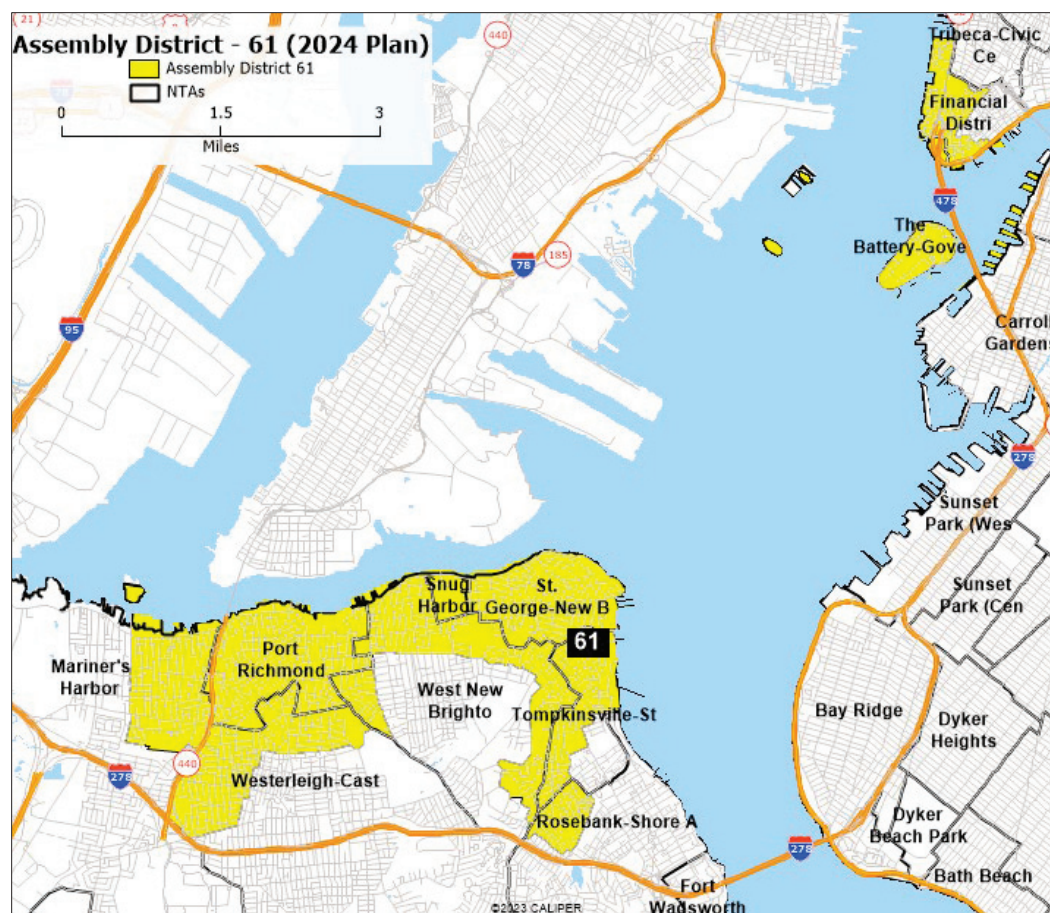 Assembly District - 61 (2024 Plan)
Assembly District 61
NTAs
0
1.5
3
Miles
21
440
Tribeca-Civic
Ce
Financial
Distri
478
The
Battery-Gove
185
78
95
Carroll
Gardens
278
Sunset
Park (Wes
Sunset
Park (Cen
Snug
Harbor
St.
George-New B
61
Port
Richmond
Mariner's
Harbor
West New
Brighto
Tompkinsville-St
Bay Ridge
Dyker
Heights
440
278
Westerleigh-Cast
Rosebank-Shore A
Dyker
Beach Park
278
Bath Beach
Fort
Wadsworth
©2023 CALIPER